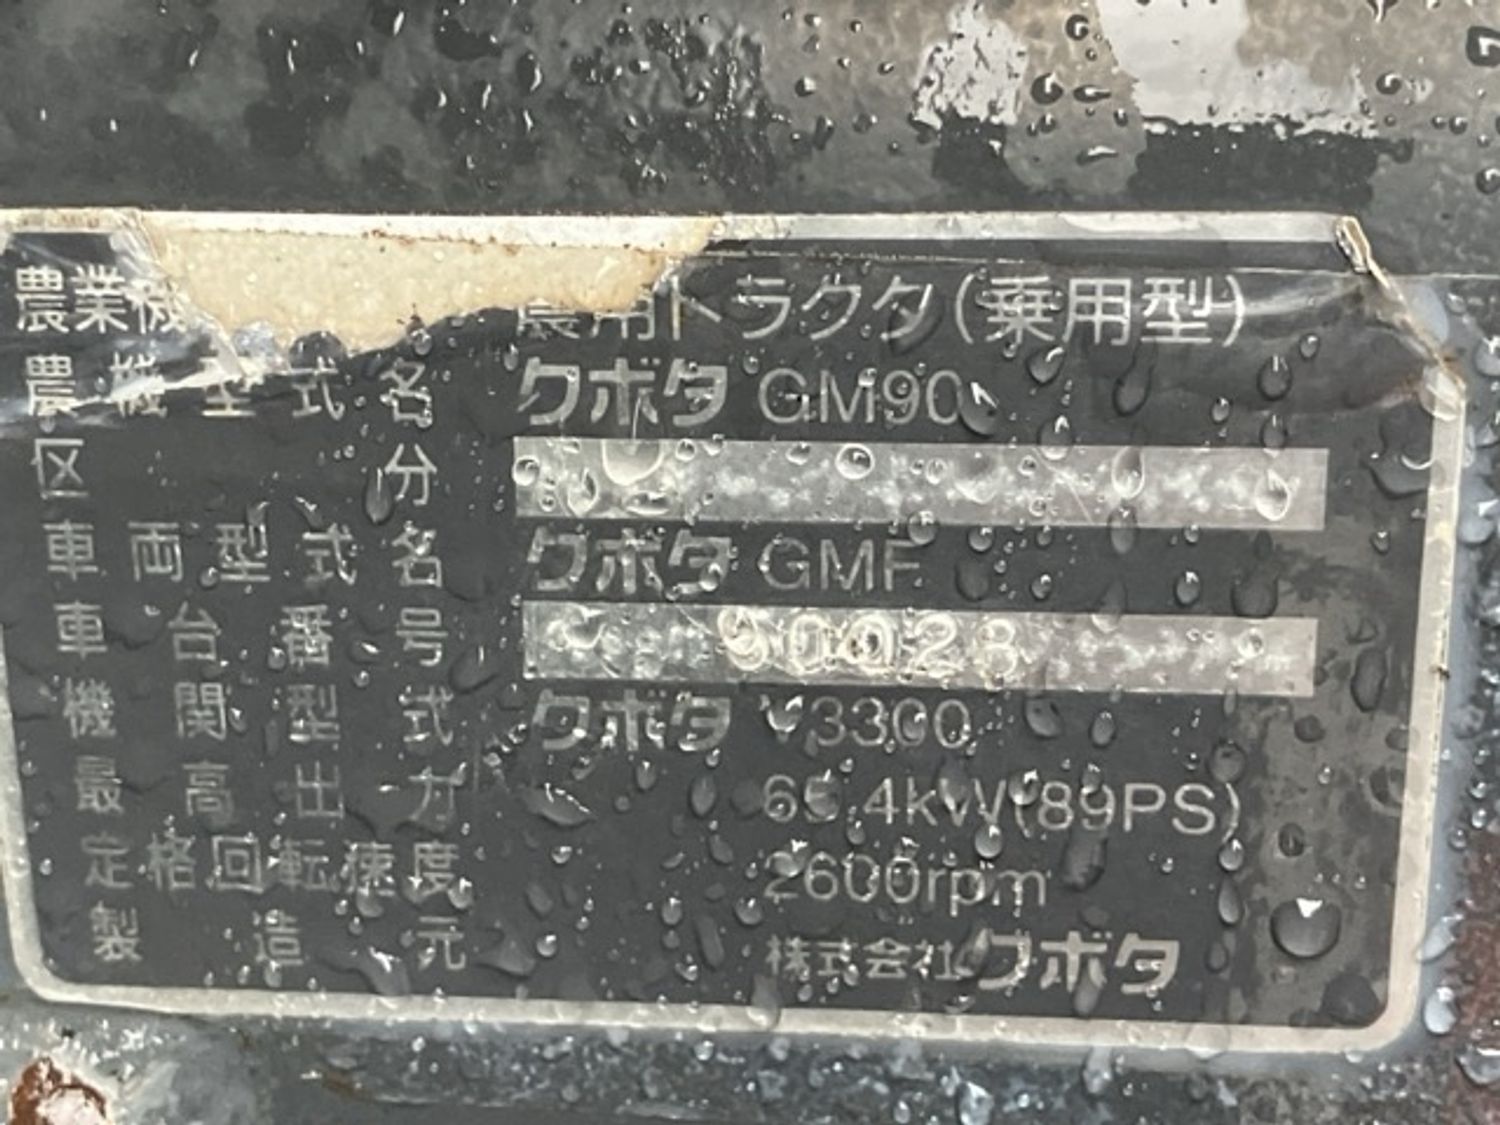 農業機 農用トラクタ(乗用型)
農機型式名 クボタ GM90
区分
車両型式名 クボタ GMF
車台番号 90028
機関型式 クボタ V3300
最高出力 65.4kW(89PS)
定格回転速度 2600rpm
製造元 株式会社クボタ